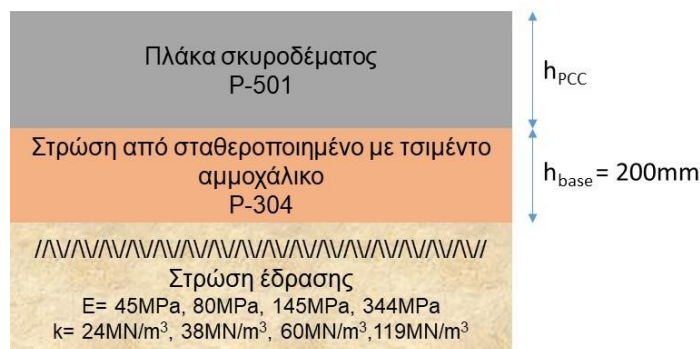 Πλάκα σκυροδέματος
P-501
h_PCC
Στρώση από σταθεροποιημένο με τσιμέντο
αμμοχάλικο
P-304
h_base = 200mm
//\\//\\//\\//\\//\\//\\//\\//\\//\\//\\//\\//\\//\\//\\//\\//\\//
Στρώση έδρασης
E= 45MPa, 80MPa, 145MPa, 344MPa
k= 24MN/m³, 38MN/m³, 60MN/m³,119MN/m³